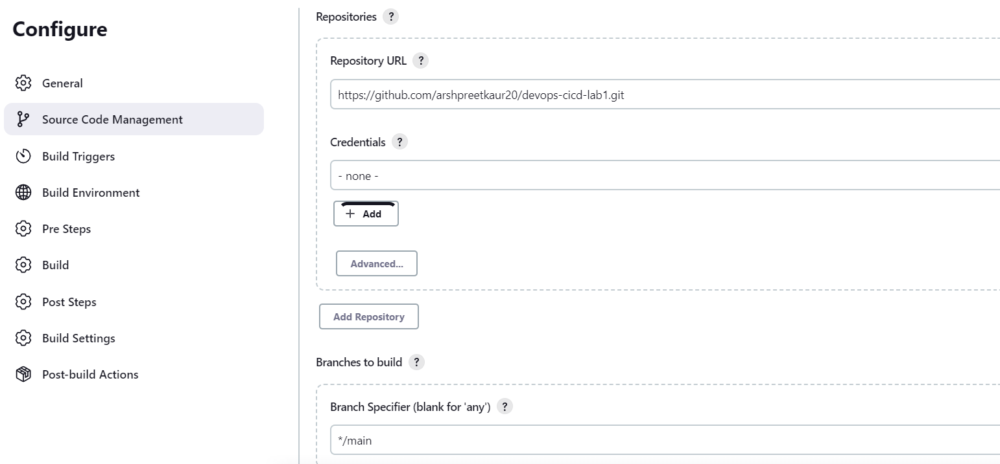 Configure
General
Source Code Management
Build Triggers
Build Environment
Pre Steps
Build
Post Steps
Build Settings
Post-build Actions
Repositories ?
Repository URL ?
https://github.com/arshpreetkaur20/devops-cicd-lab1.git
Credentials ?
- none -
+ Add
Advanced...
Add Repository
Branches to build ?
Branch Specifier (blank for 'any') ?
*/main